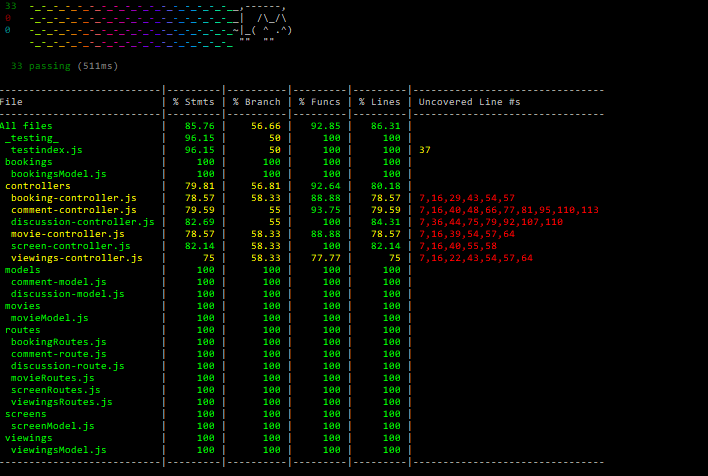 33 -_-_-_-_-_-_-_-_-_-_-_-_-_-_-_-_-__,------,
0 -_-_-_-_-_-_-_-_-_-_-_-_-_-_-_-_-__| /\_/\
0 -_-_-_-_-_-_-_-_-_-_-_-_-_-_-_-_-_~|_( ^ .^)
-_-_-_-_-_-_-_-_-_-_-_-_-_-_-_-_-_ "" ""
33 passing (511ms)
File | % Stmts | % Branch | % Funcs | % Lines | Uncovered Line #s
All files | 85.76 | 56.66 | 92.85 | 86.31 |
_testing_ | 96.15 | 50 | 100 | 100 |
testindex.js | 96.15 | 50 | 100 | 100 | 37
bookings | 100 | 100 | 100 | 100 |
bookingsModel.js | 100 | 100 | 100 | 100 |
controllers | 79.81 | 56.81 | 92.64 | 80.18 |
booking-controller.js | 78.57 | 58.33 | 88.88 | 78.57 | 7,16,29,43,54,57
comment-controller.js | 79.59 | 55 | 93.75 | 79.59 | 7,16,40,48,66,77,81,95,110,113
discussion-controller.js | 82.69 | 55 | 100 | 84.31 | 7,36,44,75,79,92,107,110
movie-controller.js | 78.57 | 58.33 | 88.88 | 78.57 | 7,16,39,54,57,64
screen-controller.js | 82.14 | 58.33 | 100 | 82.14 | 7,16,40,55,58
viewings-controller.js | 75 | 58.33 | 77.77 | 75 | 7,16,22,43,54,57,64
models | 100 | 100 | 100 | 100 |
comment-model.js | 100 | 100 | 100 | 100 |
discussion-model.js | 100 | 100 | 100 | 100 |
movies | 100 | 100 | 100 | 100 |
movieModel.js | 100 | 100 | 100 | 100 |
routes | 100 | 100 | 100 | 100 |
bookingRoutes.js | 100 | 100 | 100 | 100 |
comment-route.js | 100 | 100 | 100 | 100 |
discussion-route.js | 100 | 100 | 100 | 100 |
movieRoutes.js | 100 | 100 | 100 | 100 |
screenRoutes.js | 100 | 100 | 100 | 100 |
viewingsRoutes.js | 100 | 100 | 100 | 100 |
screens | 100 | 100 | 100 | 100 |
screenModel.js | 100 | 100 | 100 | 100 |
viewings | 100 | 100 | 100 | 100 |
viewingsModel.js | 100 | 100 | 100 | 100 |